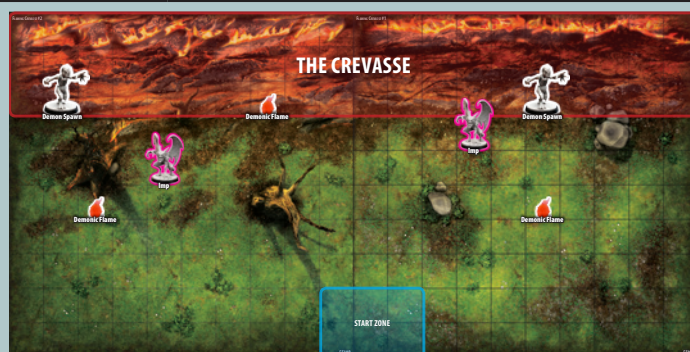 THE CREVASSE
Demon Spawn
Demonic Flame
Demon Spawn
Imp
Imp
Demonic Flame
Demonic Flame
START ZONE